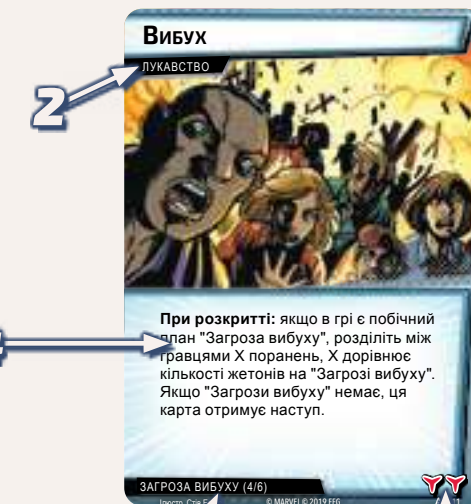 Вибух
ЛУКАВСТВО
2
При розкритті: якщо в грі є побічний
план "Загроза вибуху", розділіть між
гравцями X поранень, X дорівнює
кількості жетонів на "Загрозі вибуху".
Якщо "Загрози вибуху" немає, ця
карта отримує наступ.
ЗАГРОЗА ВИБУХУ (4/6)
© MARVEL © 2019 FFG